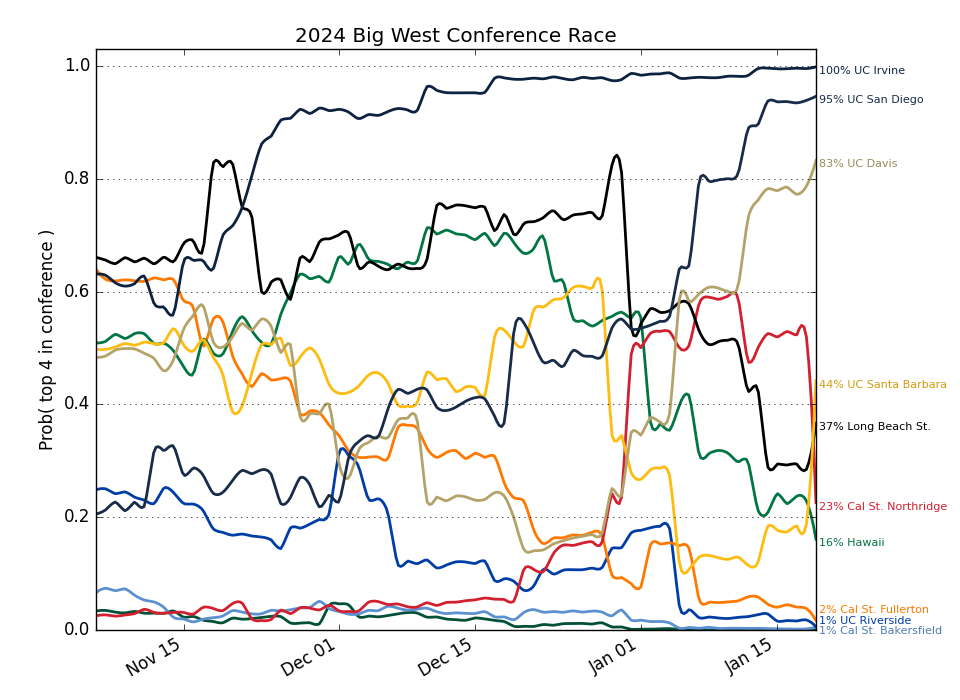 2024 Big West Conference Race
Prob( top 4 in conference )
1.0
0.8
0.6
0.4
0.2
0.0
Nov 15
Dec 01
Dec 15
Jan 01
Jan 15
100% UC Irvine
95% UC San Diego
83% UC Davis
44% UC Santa Barbara
37% Long Beach St.
23% Cal St. Northridge
16% Hawaii
2% Cal St. Fullerton
1% UC Riverside
1% Cal St. Bakersfield